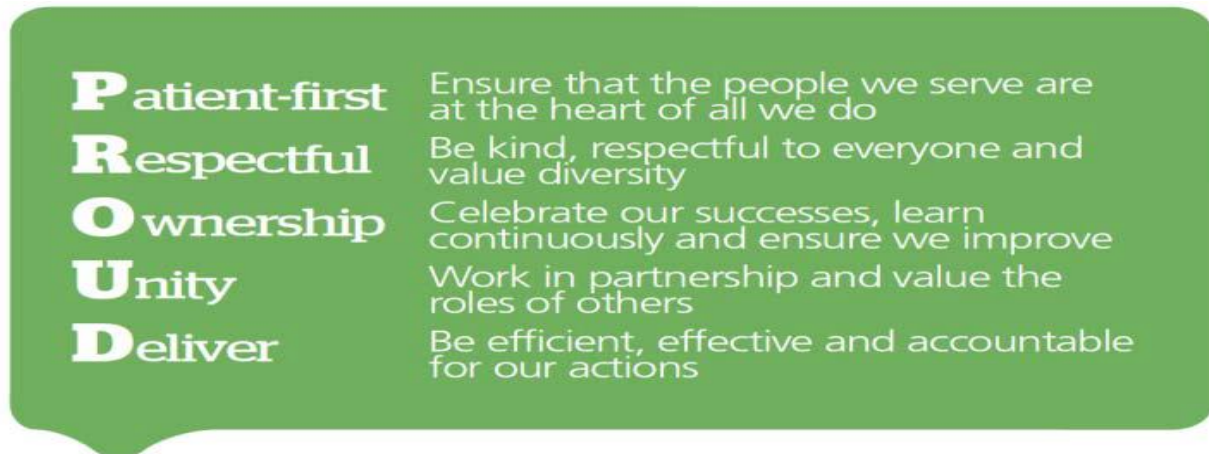 Patient-first Ensure that the people we serve are
at the heart of all we do
Respectful Be kind, respectful to everyone and
value diversity
Ownership Celebrate our successes, learn
continuously and ensure we improve
Unity Work in partnership and value the
roles of others
Deliver Be efficient, effective and accountable
for our actions